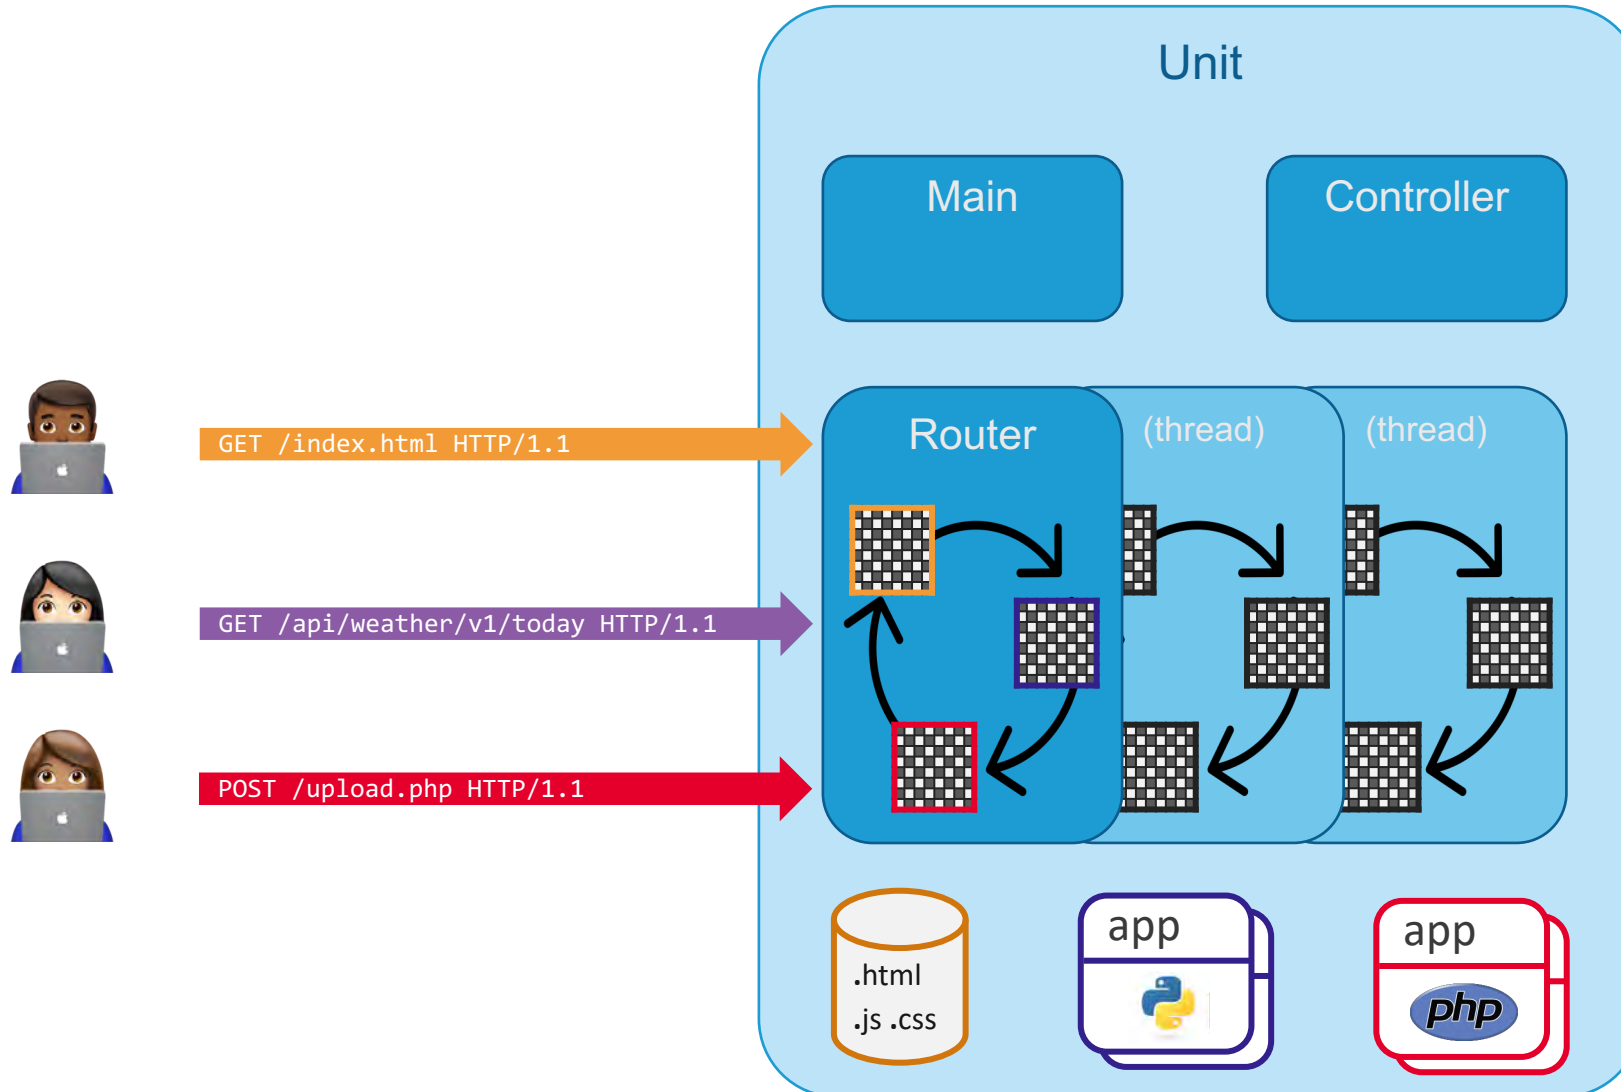 Unit
Main
Controller
GET /index.html HTTP/1.1
Router
(thread)
(thread)
GET /api/weather/v1/today HTTP/1.1
POST /upload.php HTTP/1.1
.html
.js .css
app
app
php